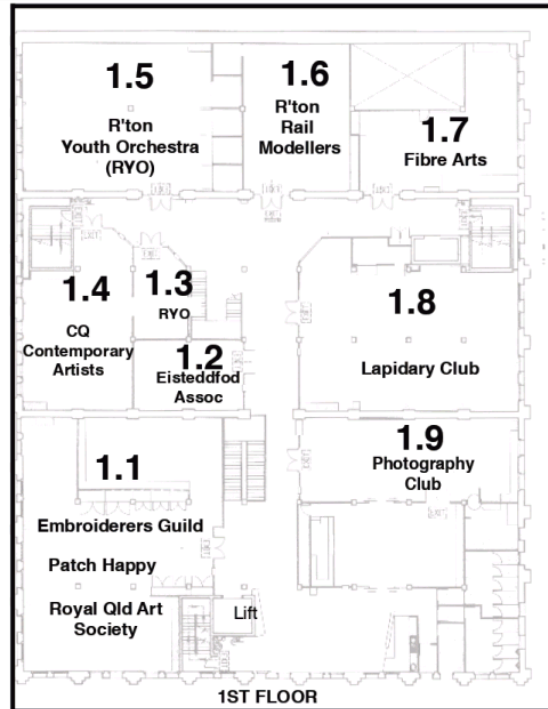 1.5
R'ton
Youth Orchestra
(RYO)
1.6
R'ton
Rail
Modellers
1.7
Fibre Arts
1.4
CQ
Contemporary
Artists
1.3
RYO
1.2
Eisteddfod
Assoc
1.8
Lapidary Club
1.1
Embroiderers Guild
Patch Happy
Royal Qld Art
Society
1.9
Photography
Club
Lift
1ST FLOOR